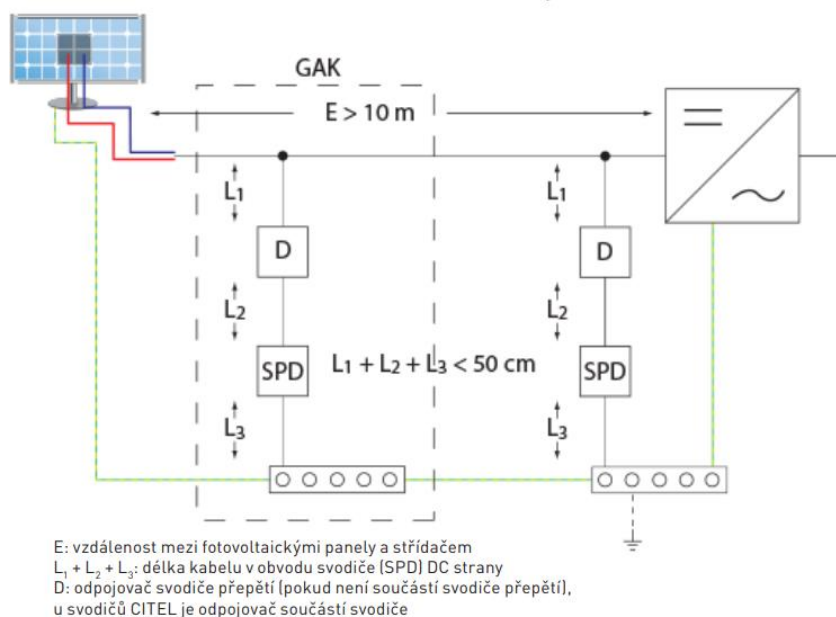 GAK
E > 10 m
L₁
L₁
D
D
L₂
L₂
SPD
L₁ + L₂ + L₃ < 50 cm
SPD
L₃
L₃
E: vzdálenost mezi fotovoltaickými panely a střídačem
L₁ + L₂ + L₃: délka kabelu v obvodu svodiče (SPD) DC strany
D: odpojovač svodiče přepětí (pokud není součástí svodiče přepětí),
u svodičů CITEL je odpojovač součástí svodiče